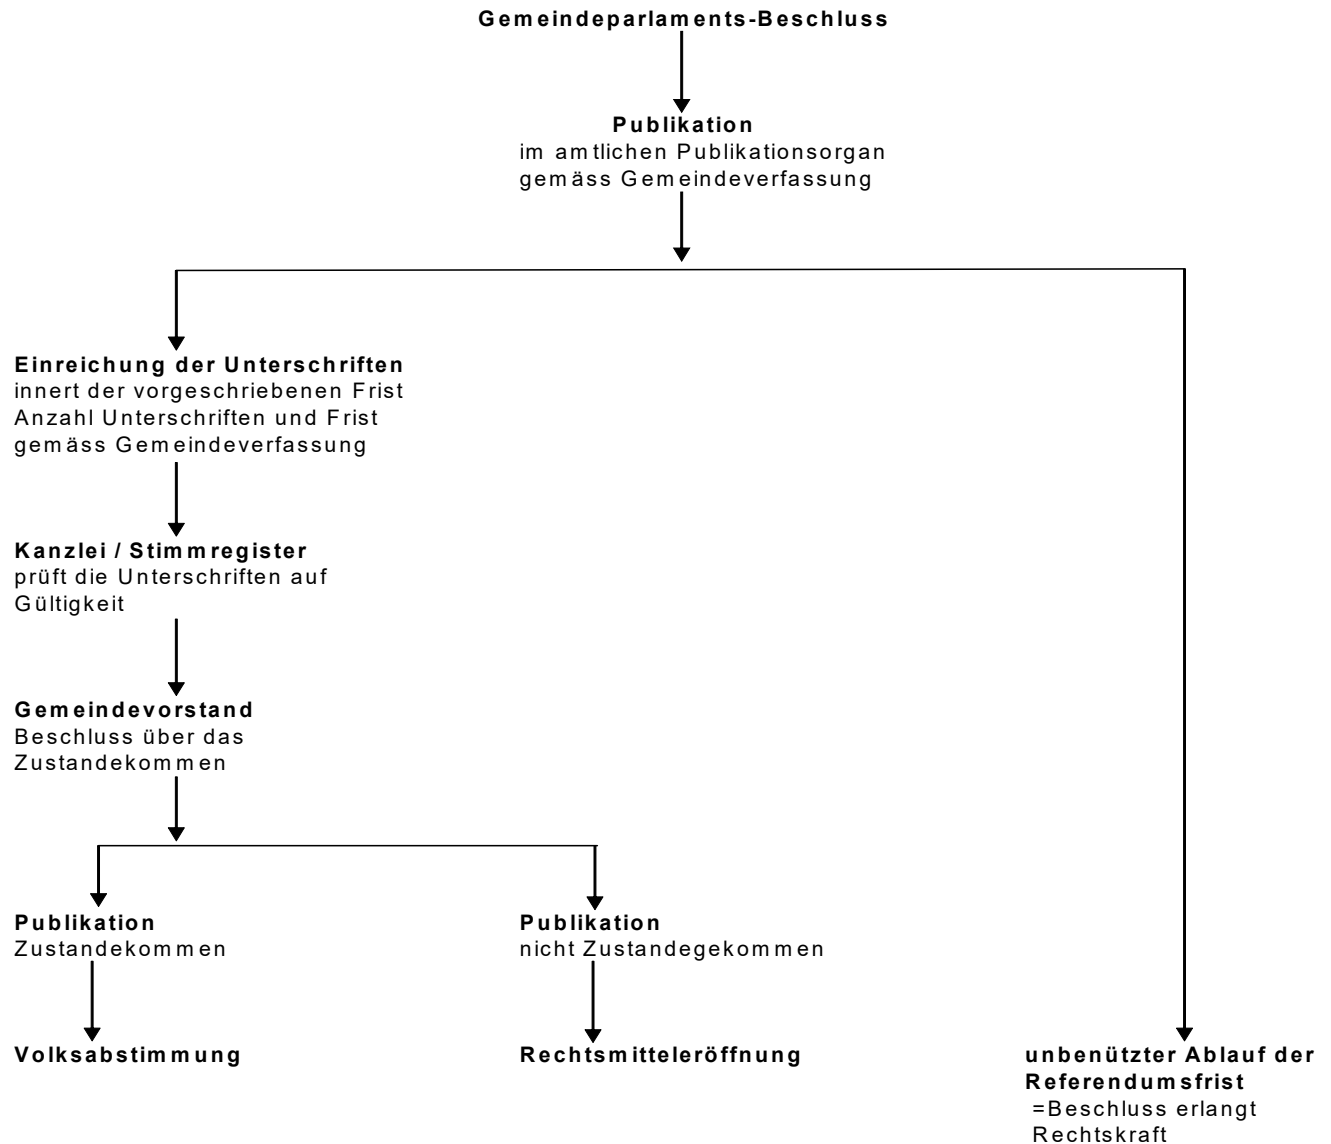 Gemeindeparlaments-Beschluss
Publikation
im amtlichen Publikationsorgan
gemäss Gemeindeverfassung
Einreichung der Unterschriften
innert der vorgeschriebenen Frist
Anzahl Unterschriften und Frist
gemäss Gemeindeverfassung
Kanzlei / Stimmregister
prüft die Unterschriften auf
Gültigkeit
Gemeindevorstand
Beschluss über das
Zustandekommen
Publikation
Zustandekommen
Publikation
nicht Zustandegekommen
Volksabstimmung
Rechtsmitteleröffnung
unbenützter Ablauf der
Referendumsfrist
=Beschluss erlangt
Rechtskraft